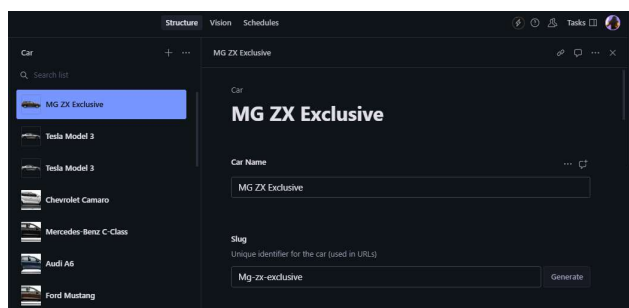 Structure Vision Schedules Tasks
Car
Search list
MG ZX Exclusive
Tesla Model 3
Tesla Model 3
Chevrolet Camaro
Mercedes-Benz C-Class
Audi A6
Ford Mustang
MG ZX Exclusive
Car
MG ZX Exclusive
Car Name
MG ZX Exclusive
Slug
Unique identifier for the car (used in URLs)
Mg-zx-exclusive Generate